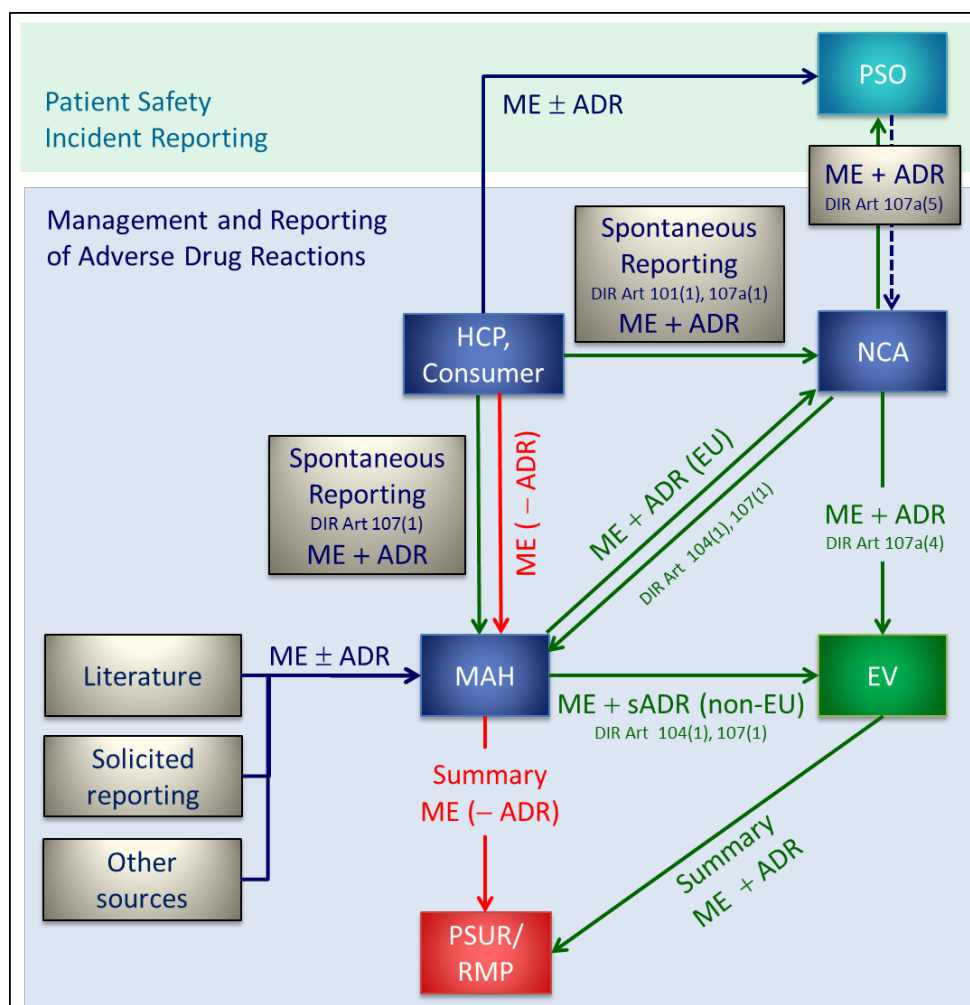 PSO
ME ± ADR
Patient Safety
Incident Reporting
ME + ADR
DIR Art 107a(5)
Management and Reporting
of Adverse Drug Reactions
Spontaneous
Reporting
DIR Art 101(1), 107a(1)
ME + ADR
HCP,
Consumer
NCA
Spontaneous
Reporting
DIR Art 107(1)
ME + ADR
ME ( – ADR)
ME + ADR (EU)
DIR Art  104(1), 107(1)
ME + ADR
DIR Art 107a(4)
Literature
ME ± ADR
MAH
EV
ME + sADR (non-EU)
DIR Art  104(1), 107(1)
Solicited
reporting
Summary
ME (– ADR)
Other
sources
Summary
ME + ADR
PSUR/
RMP